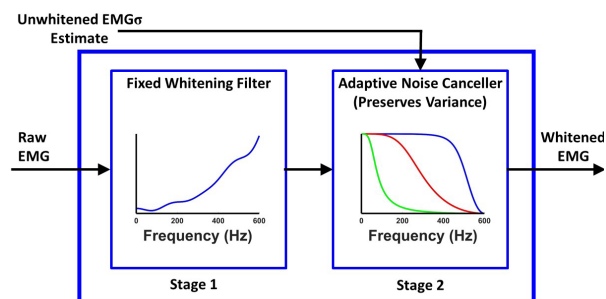 Unwhitened EMGσ
Estimate
Fixed Whitening Filter
Adaptive Noise Canceller
(Preserves Variance)
Raw
EMG
Whitened
EMG
0 200 400 600
Frequency (Hz)
0 200 400 600
Frequency (Hz)
Stage 1
Stage 2